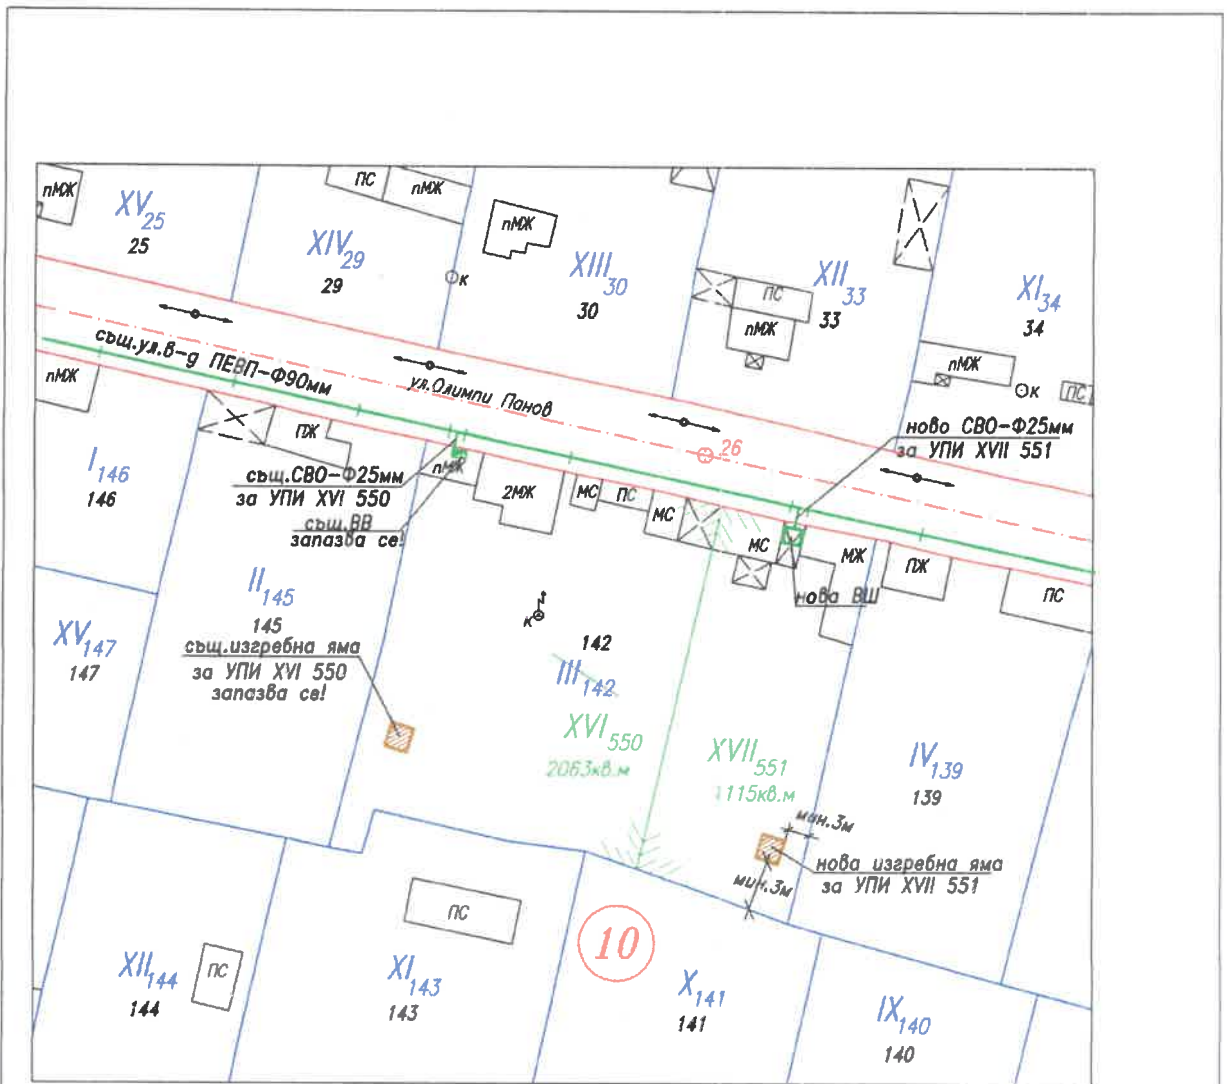 пМЖ
XV25
25
ПС
пМЖ
XIV29
29
пМЖ
XIII30
30
К
ПС
XII33
33
пМЖ
XI34
34
пМЖ
К
ПС
същ.ул.в-д ПЕВП-Ф90мм
ул.Олимпи Панов
26
ново СВО-Ф25мм
за УПИ XVII 551
пМЖ
I146
146
ПЖ
същ.СВО-Ф25мм
за УПИ XVI 550
същ.ВВ
запазва се!
пМЖ
2МЖ
МС
ПС
МС
МС
МЖ
ПЖ
ПС
нова ВШ
II145
145
XV147
147
същ.изгребна яма
за УПИ XVI 550
запазва се!
К
142
III142
XVI550
2063кв.м
XVII551
1115кв.м
IV139
139
мин.3м
мин.3м
нова изгребна яма
за УПИ XVII 551
ПС
10
XII144
144
ПС
XI143
143
X141
141
IX140
140